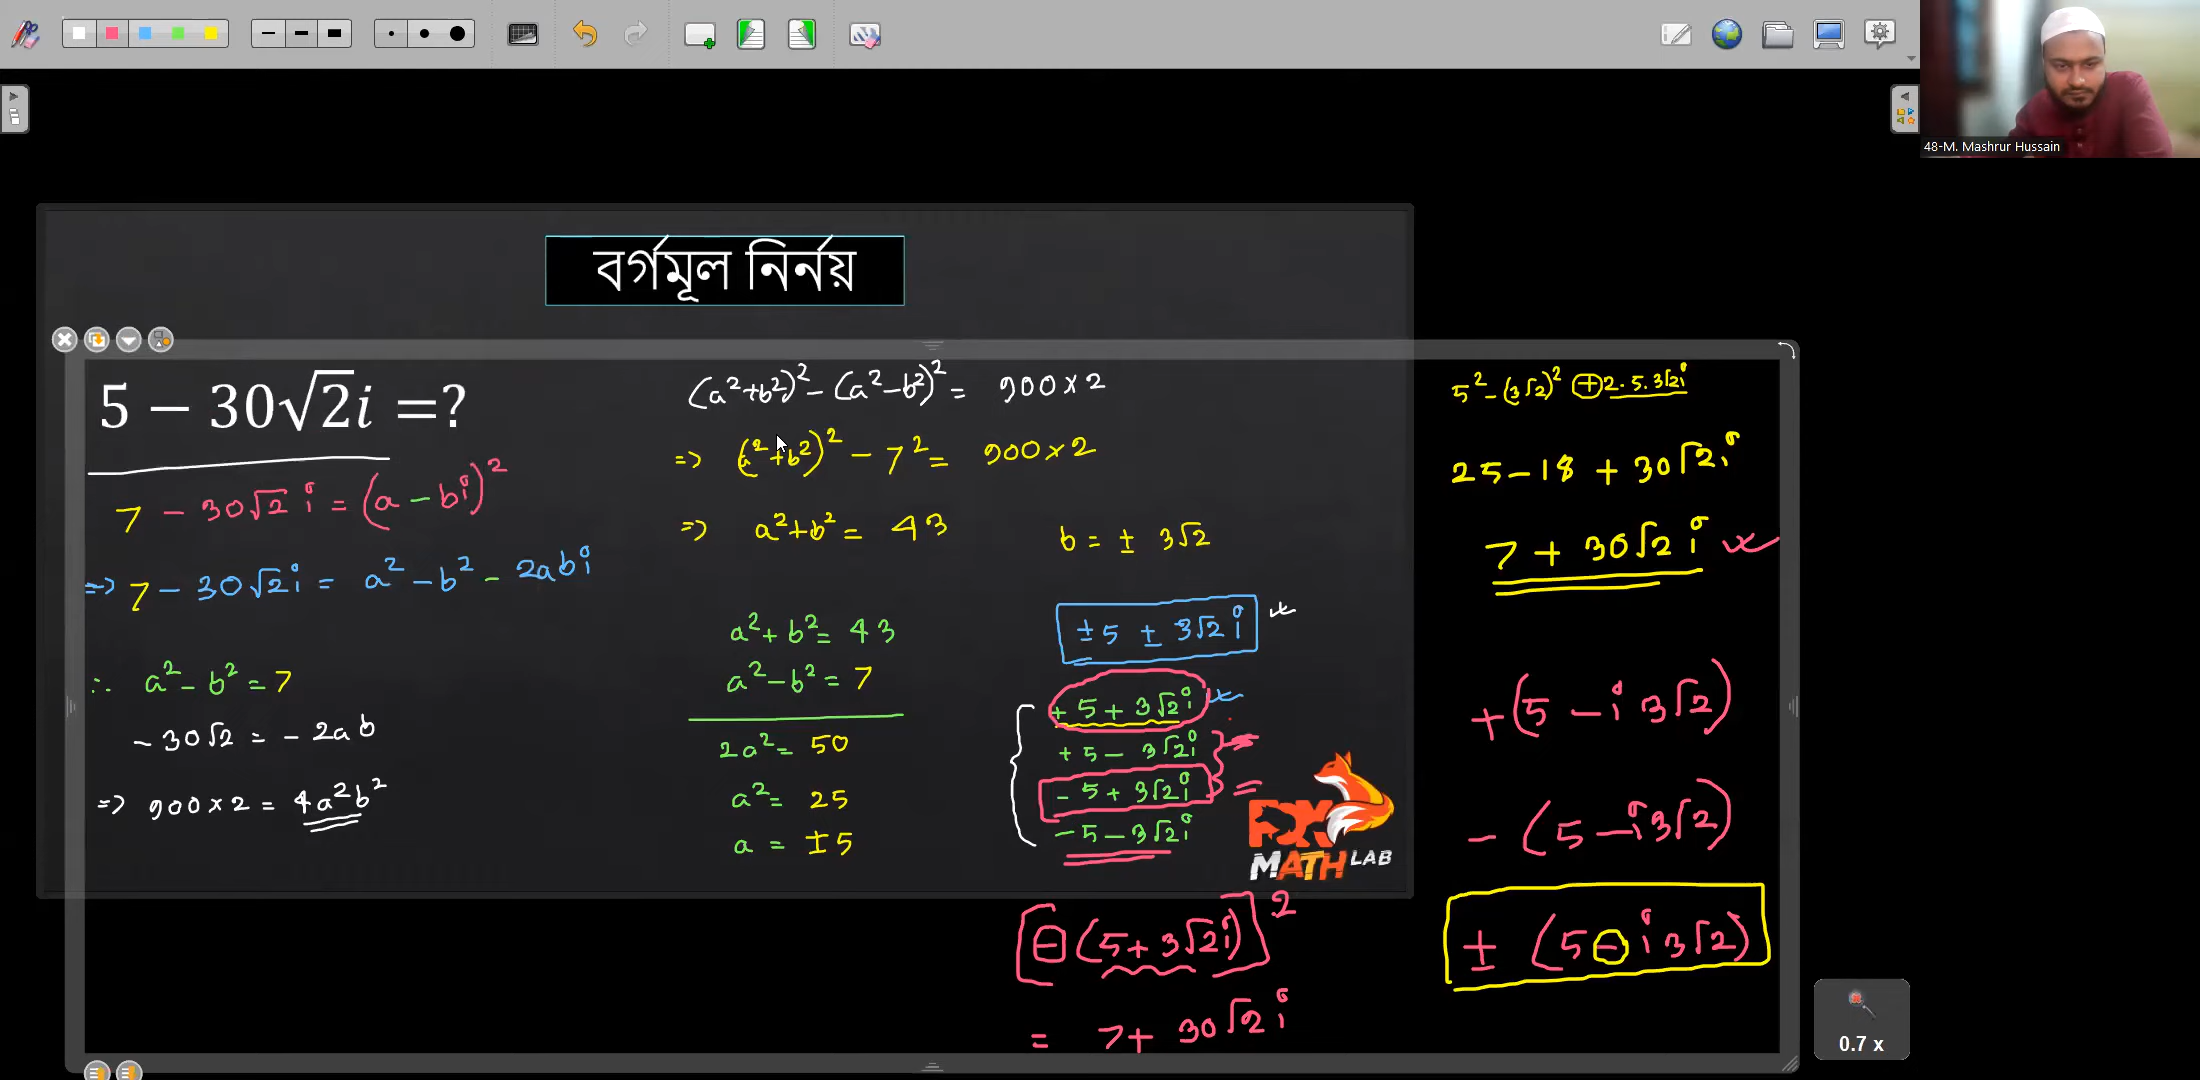 48-M. Mashrur Hussain
বর্গমূল নির্নয়
5 − 30√2i =?
7 − 30√2 i = (a − bi)²
=> 7 − 30√2i = a² − b² − 2abi
∴ a² − b² = 7
− 30√2 = − 2ab
=> 900 × 2 = 4a²b²
(a²+b²)² − (a²−b²)² = 900 × 2
=> (a²+b²)² − 7² = 900 × 2
=> a²+b² = 43
a² + b² = 43
a² − b² = 7
2a² = 50
a² = 25
a = ±5
b = ± 3√2
±5 ± 3√2 i
+ 5 + 3√2i
+ 5 − 3√2i
− 5 + 3√2i
− 5 − 3√2i
FOX
MATH LAB
[− (5 + 3√2i)]²
= 7 + 30√2 i
5² − (3√2)² + 2·5·3√2i
25 − 18 + 30√2i
7 + 30√2 i
+ (5 − i 3√2)
− (5 − i 3√2)
± (5 − i 3√2)
0.7 x